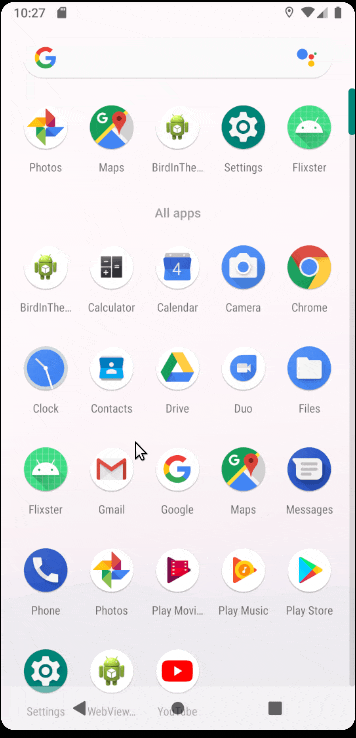 10:27
Photos Maps BirdInThe... Settings Flixster
All apps
BirdInThe... Calculator Calendar Camera Chrome
4
Clock Contacts Drive Duo Files
Flixster Gmail Google Maps Messages
Phone Photos Play Movi... Play Music Play Store
Settings WebView... YouTube